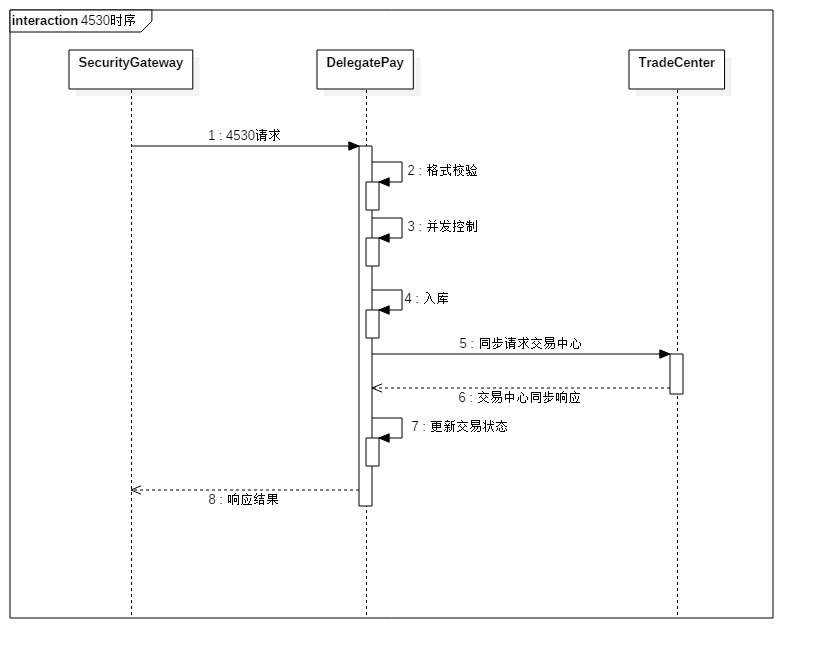 interaction 4530时序
SecurityGateway
DelegatePay
TradeCenter
1 : 4530请求
2 : 格式校验
3 : 并发控制
4 : 入库
5 : 同步请求交易中心
6 : 交易中心同步响应
7 : 更新交易状态
8 : 响应结果